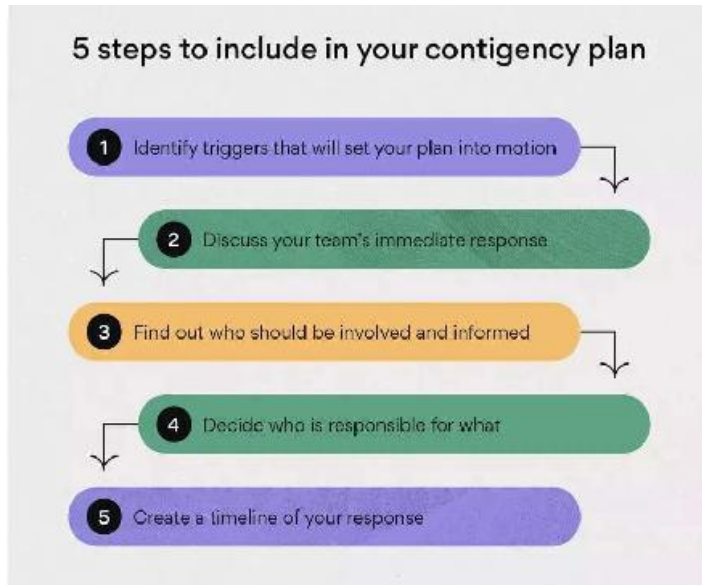 5 steps to include in your contigency plan
1 Identify triggers that will set your plan into motion
2 Discuss your team's immediate response
3 Find out who should be involved and informed
4 Decide who is responsible for what
5 Create a timeline of your response